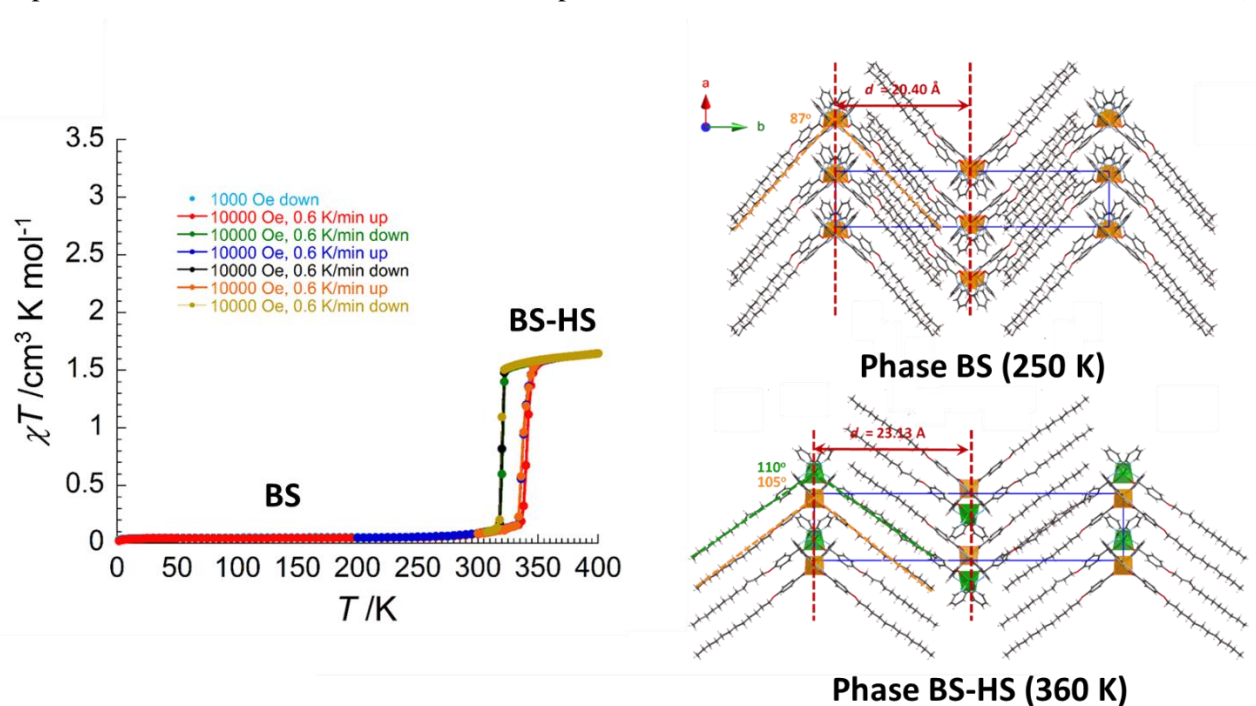 3.5
3
2.5
2
1.5
1
0.5
0
χT /cm³ K mol⁻¹
1000 Oe down
10000 Oe, 0.6 K/min up
10000 Oe, 0.6 K/min down
10000 Oe, 0.6 K/min up
10000 Oe, 0.6 K/min down
10000 Oe, 0.6 K/min up
10000 Oe, 0.6 K/min down
BS-HS
BS
0 50 100 150 200 250 300 350 400
T /K
a
b
d = 20.40 Å
87°
Phase BS (250 K)
d = 23.13 Å
110°
105°
Phase BS-HS (360 K)